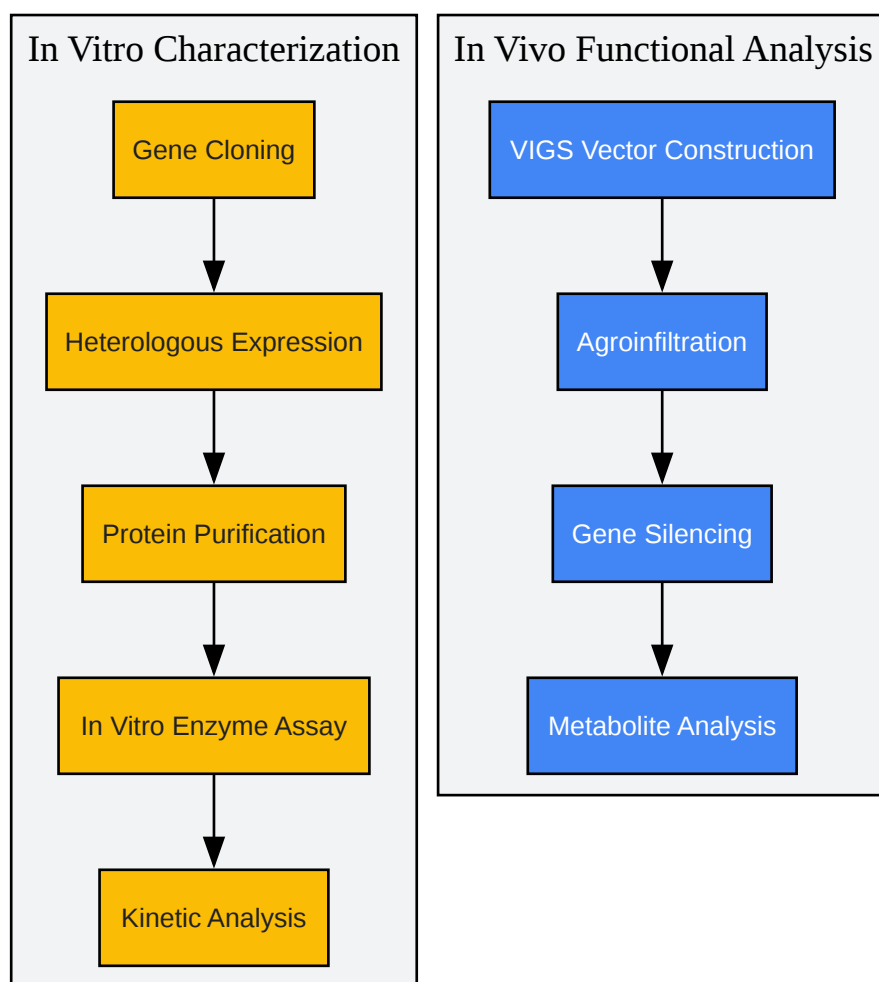 In Vitro Characterization
Gene Cloning
Heterologous Expression
Protein Purification
In Vitro Enzyme Assay
Kinetic Analysis
In Vivo Functional Analysis
VIGS Vector Construction
Agroinfiltration
Gene Silencing
Metabolite Analysis